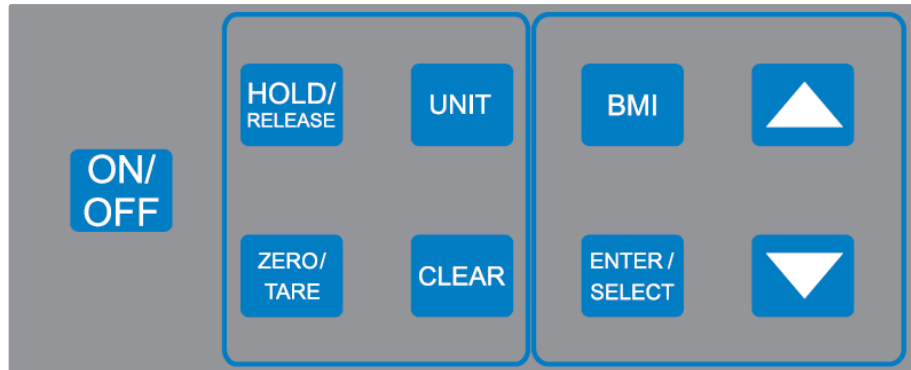 ON/
OFF
HOLD/
RELEASE
UNIT
ZERO/
TARE
CLEAR
BMI
ENTER/
SELECT